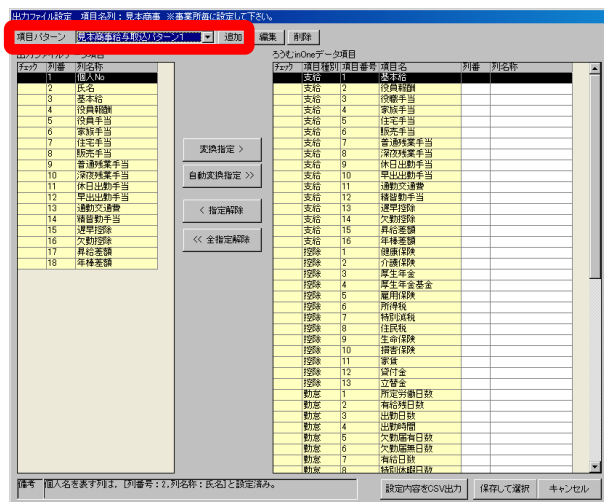 出力ファイル設定　項目名列：見本商事　※事業所毎に設定して下さい。
項目パターン 見本商事給与取込パターン1 追加 編集 削除
出力ファイルデータ項目
ﾁｪｯｸ 列番 列名称
1 個人No
2 氏名
3 基本給
4 役員報酬
5 役員手当
6 家族手当
7 住宅手当
8 販売手当
9 普通残業手当
10 深夜残業手当
11 休日出勤手当
12 早出出勤手当
13 通勤交通費
14 精皆勤手当
15 遅早控除
16 欠勤控除
17 昇給差額
18 年棒差額
変換指定 >
自動変換指定 >>
< 指定解除
<< 全指定解除
ろうむinOneデータ項目
ﾁｪｯｸ 項目種別 項目番号 項目名 列番 列名称
支給 1 基本給
支給 2 役員報酬
支給 3 役職手当
支給 4 家族手当
支給 5 住宅手当
支給 6 販売手当
支給 7 普通残業手当
支給 8 深夜残業手当
支給 9 休日出勤手当
支給 10 早出出勤手当
支給 11 通勤交通費
支給 12 精皆勤手当
支給 13 遅早控除
支給 14 欠勤控除
支給 15 昇給差額
支給 16 年棒差額
控除 1 健康保険
控除 2 介護保険
控除 3 厚生年金
控除 4 厚生年金基金
控除 5 雇用保険
控除 6 所得税
控除 7 特別減税
控除 8 住民税
控除 9 生命保険
控除 10 損害保険
控除 11 家賃
控除 12 貸付金
控除 13 立替金
勤怠 1 所定労働日数
勤怠 2 有給残日数
勤怠 3 出勤日数
勤怠 4 出勤時間
勤怠 5 欠勤届有日数
勤怠 6 欠勤届無日数
勤怠 7 有給日数
勤怠 8 特別休暇日数
備考 個人名を表す列は、[列番号：2.列名称：氏名]と設定済み。
設定内容をCSV出力 保存して選択 キャンセル